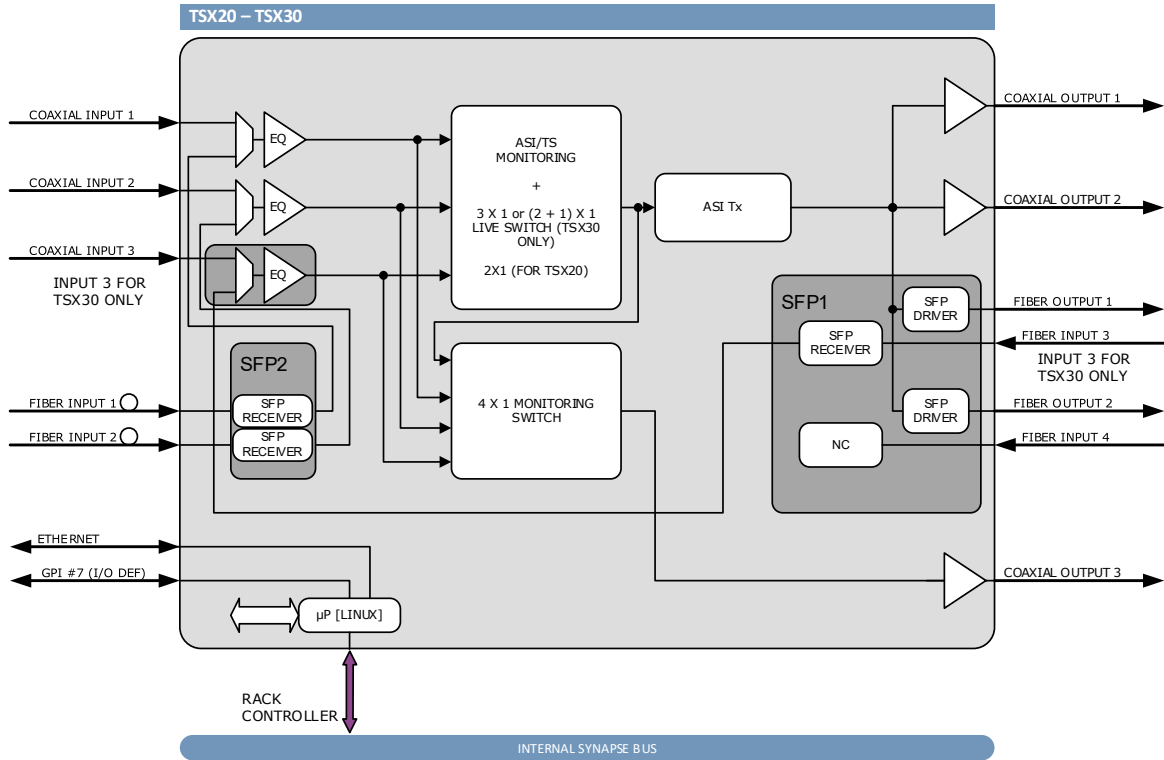 TSX20 – TSX30
COAXIAL INPUT 1
COAXIAL INPUT 2
COAXIAL INPUT 3
INPUT 3 FOR
TSX30 ONLY
FIBER INPUT 1
FIBER INPUT 2
ETHERNET
GPI #7 (I/O DEF)
EQ
EQ
EQ
SFP2
SFP
RECEIVER
SFP
RECEIVER
ASI/TS
MONITORING
+
3 X 1 or (2 + 1) X 1
LIVE SWITCH (TSX30
ONLY)
2X1 (FOR TSX20)
4 X 1 MONITORING
SWITCH
ASI Tx
SFP1
SFP
RECEIVER
SFP
DRIVER
SFP
DRIVER
NC
COAXIAL OUTPUT 1
COAXIAL OUTPUT 2
FIBER OUTPUT 1
FIBER INPUT 3
INPUT 3 FOR
TSX30 ONLY
FIBER OUTPUT 2
FIBER INPUT 4
COAXIAL OUTPUT 3
µP [LINUX]
RACK
CONTROLLER
INTERNAL SYNAPSE BUS